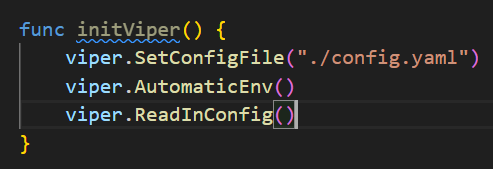 func initViper() {
    viper.SetConfigFile("./config.yaml")
    viper.AutomaticEnv()
    viper.ReadInConfig()
}